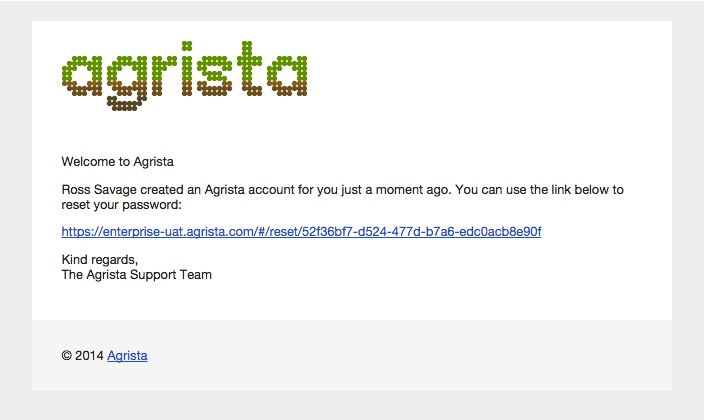 agrista
Welcome to Agrista
Ross Savage created an Agrista account for you just a moment ago. You can use the link below to
reset your password:
https://enterprise-uat.agrista.com/#/reset/52f36bf7-d524-477d-b7a6-edc0acb8e90f
Kind regards,
The Agrista Support Team
© 2014 Agrista